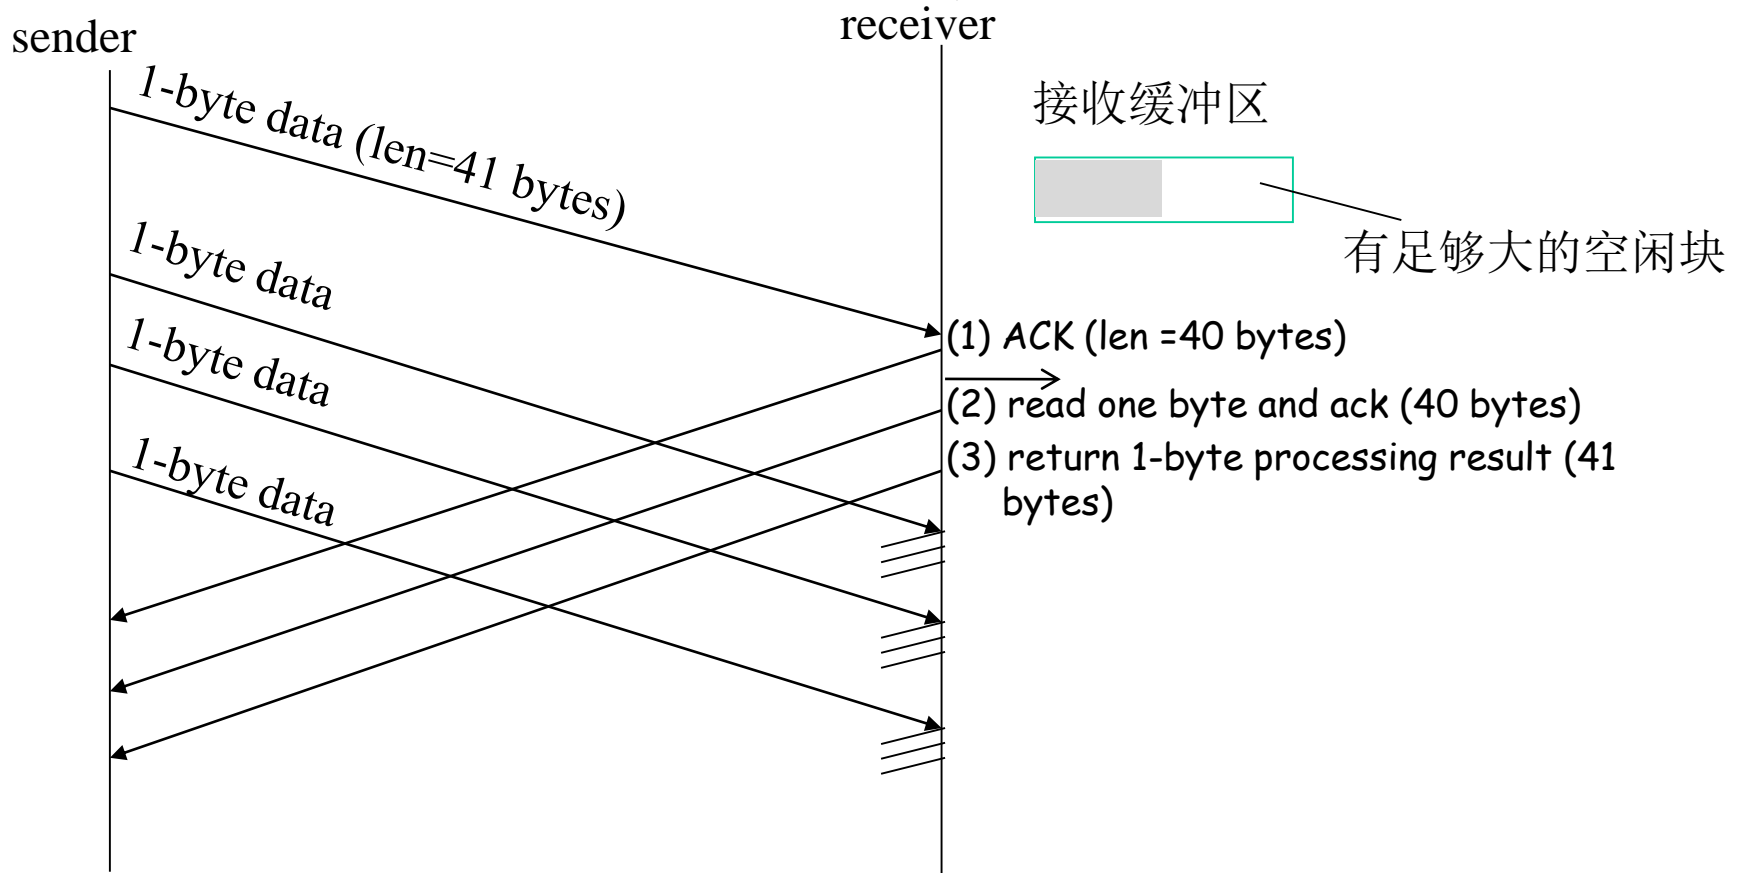 sender
receiver
1-byte data (len=41 bytes)
接收缓冲区
有足够大的空闲块
1-byte data
1-byte data
1-byte data
(1) ACK (len =40 bytes)
(2) read one byte and ack (40 bytes)
(3) return 1-byte processing result (41
bytes)